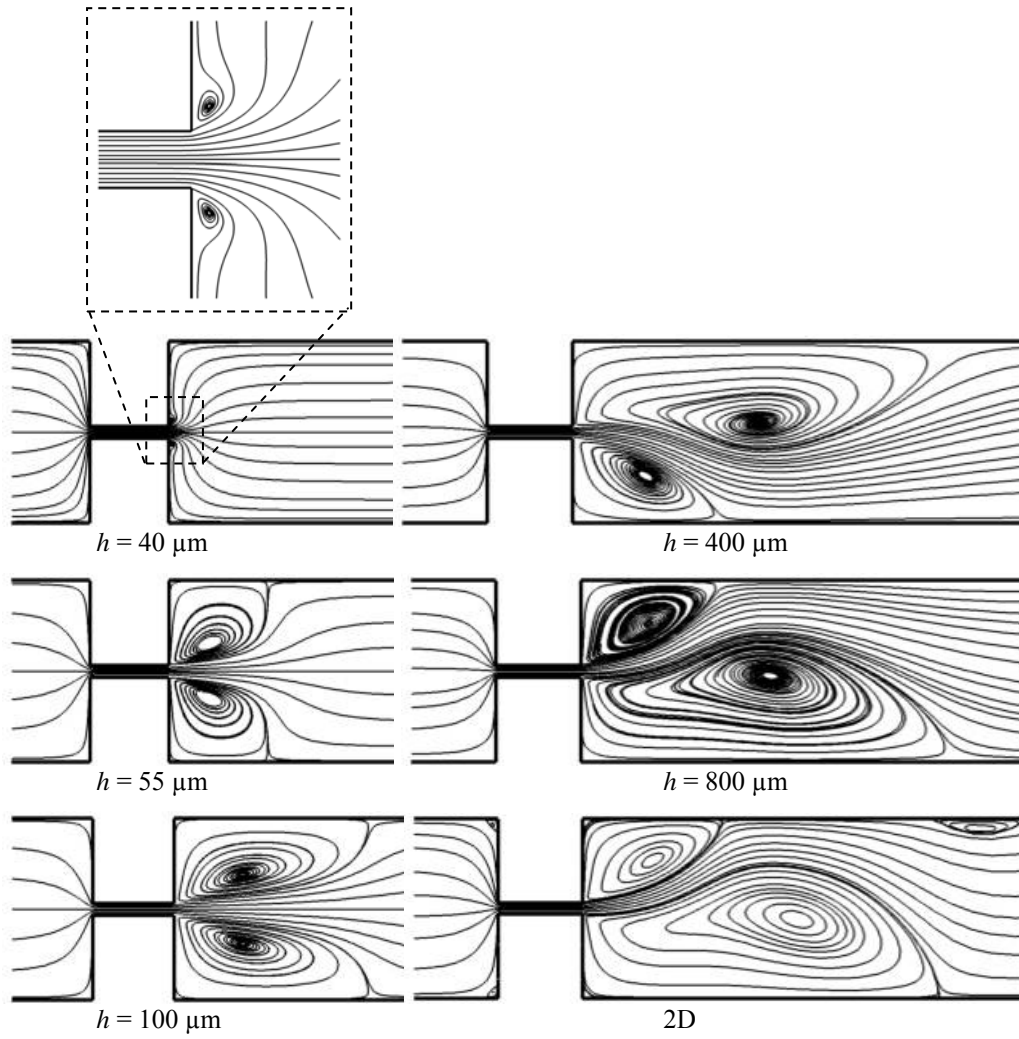 h = 40 µm
h = 400 µm
h = 55 µm
h = 800 µm
h = 100 µm
2D